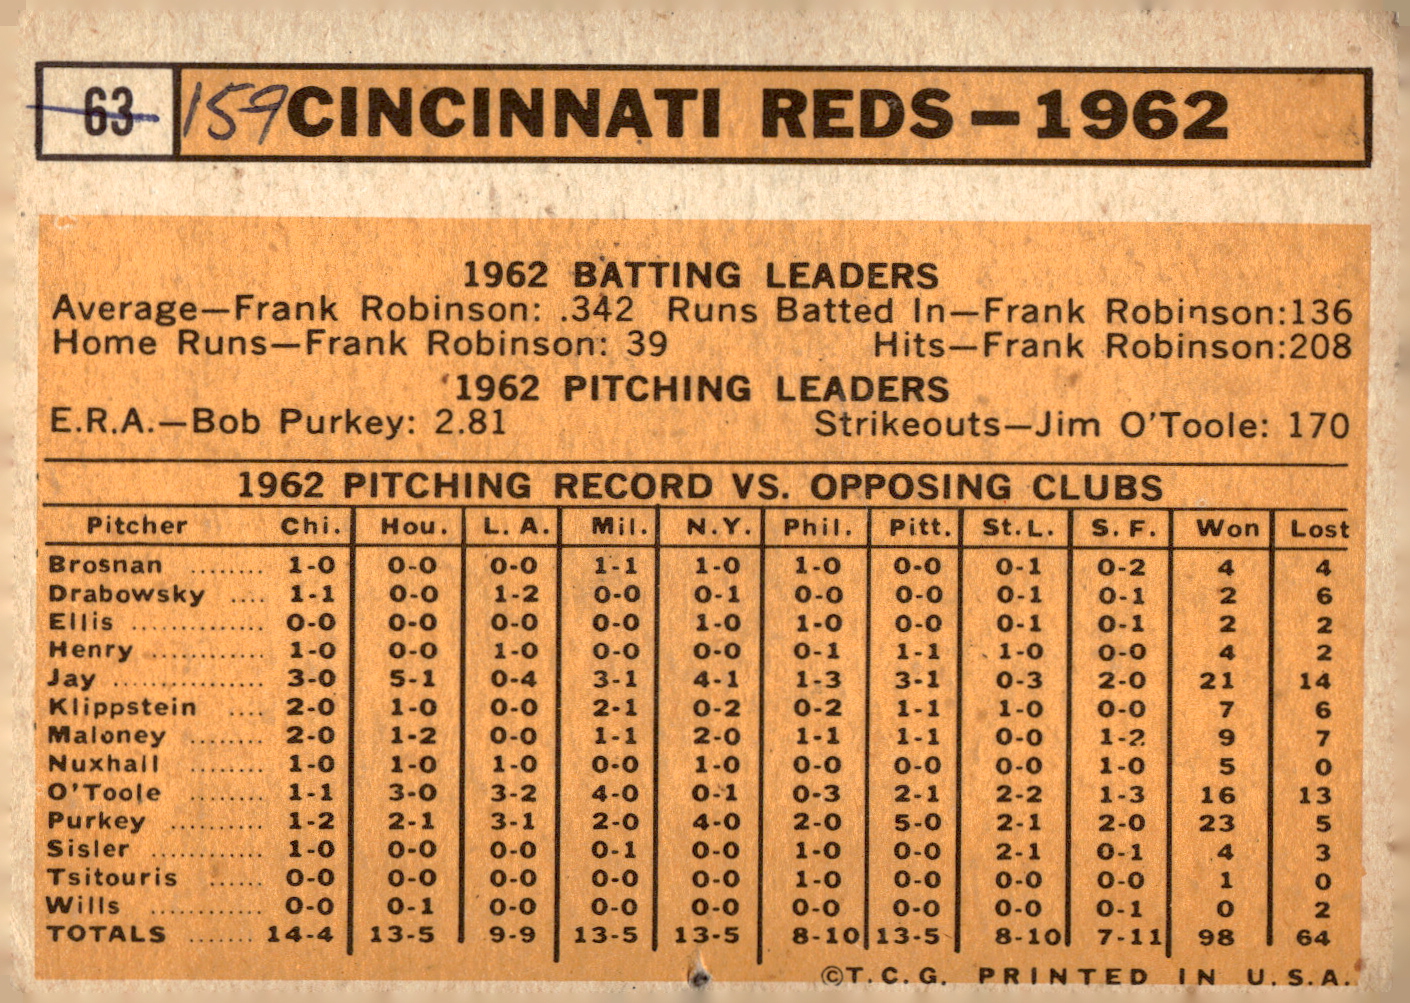 63 159 CINCINNATI REDS — 1962
1962 BATTING LEADERS
Average—Frank Robinson: .342 Runs Batted In—Frank Robinson:136
Home Runs—Frank Robinson: 39 Hits—Frank Robinson:208
1962 PITCHING LEADERS
E.R.A.—Bob Purkey: 2.81 Strikeouts—Jim O'Toole: 170
1962 PITCHING RECORD VS. OPPOSING CLUBS
Pitcher Chi. Hou. L. A. Mil. N.Y. Phil. Pitt. St.L. S. F. Won Lost
Brosnan ........ 1-0 0-0 0-0 1-1 1-0 1-0 0-0 0-1 0-2 4 4
Drabowsky .... 1-1 0-0 1-2 0-0 0-1 0-0 0-0 0-1 0-1 2 6
Ellis .............. 0-0 0-0 0-0 0-0 1-0 1-0 0-0 0-1 0-1 2 2
Henry ............ 1-0 0-0 1-0 0-0 0-0 0-1 1-1 1-0 0-0 4 2
Jay ................ 3-0 5-1 0-4 3-1 4-1 1-3 3-1 0-3 2-0 21 14
Klippstein .... 2-0 1-0 0-0 2-1 0-2 0-2 1-1 1-0 0-0 7 6
Maloney ........ 2-0 1-2 0-0 1-1 2-0 1-1 1-1 0-0 1-2 9 7
Nuxhall ........ 1-0 1-0 1-0 0-0 1-0 0-0 0-0 0-0 1-0 5 0
O'Toole ........ 1-1 3-0 3-2 4-0 0-1 0-3 2-1 2-2 1-3 16 13
Purkey .......... 1-2 2-1 3-1 2-0 4-0 2-0 5-0 2-1 2-0 23 5
Sisler ............ 1-0 0-0 0-0 0-1 0-0 1-0 0-0 2-1 0-1 4 3
Tsitouris ...... 0-0 0-0 0-0 0-0 0-0 1-0 0-0 0-0 0-0 1 0
Wills ............ 0-0 0-1 0-0 0-0 0-0 0-0 0-0 0-0 0-1 0 2
TOTALS ....... 14-4 13-5 9-9 13-5 13-5 8-10 13-5 8-10 7-11 98 64
©T.C.G. PRINTED IN U.S.A.